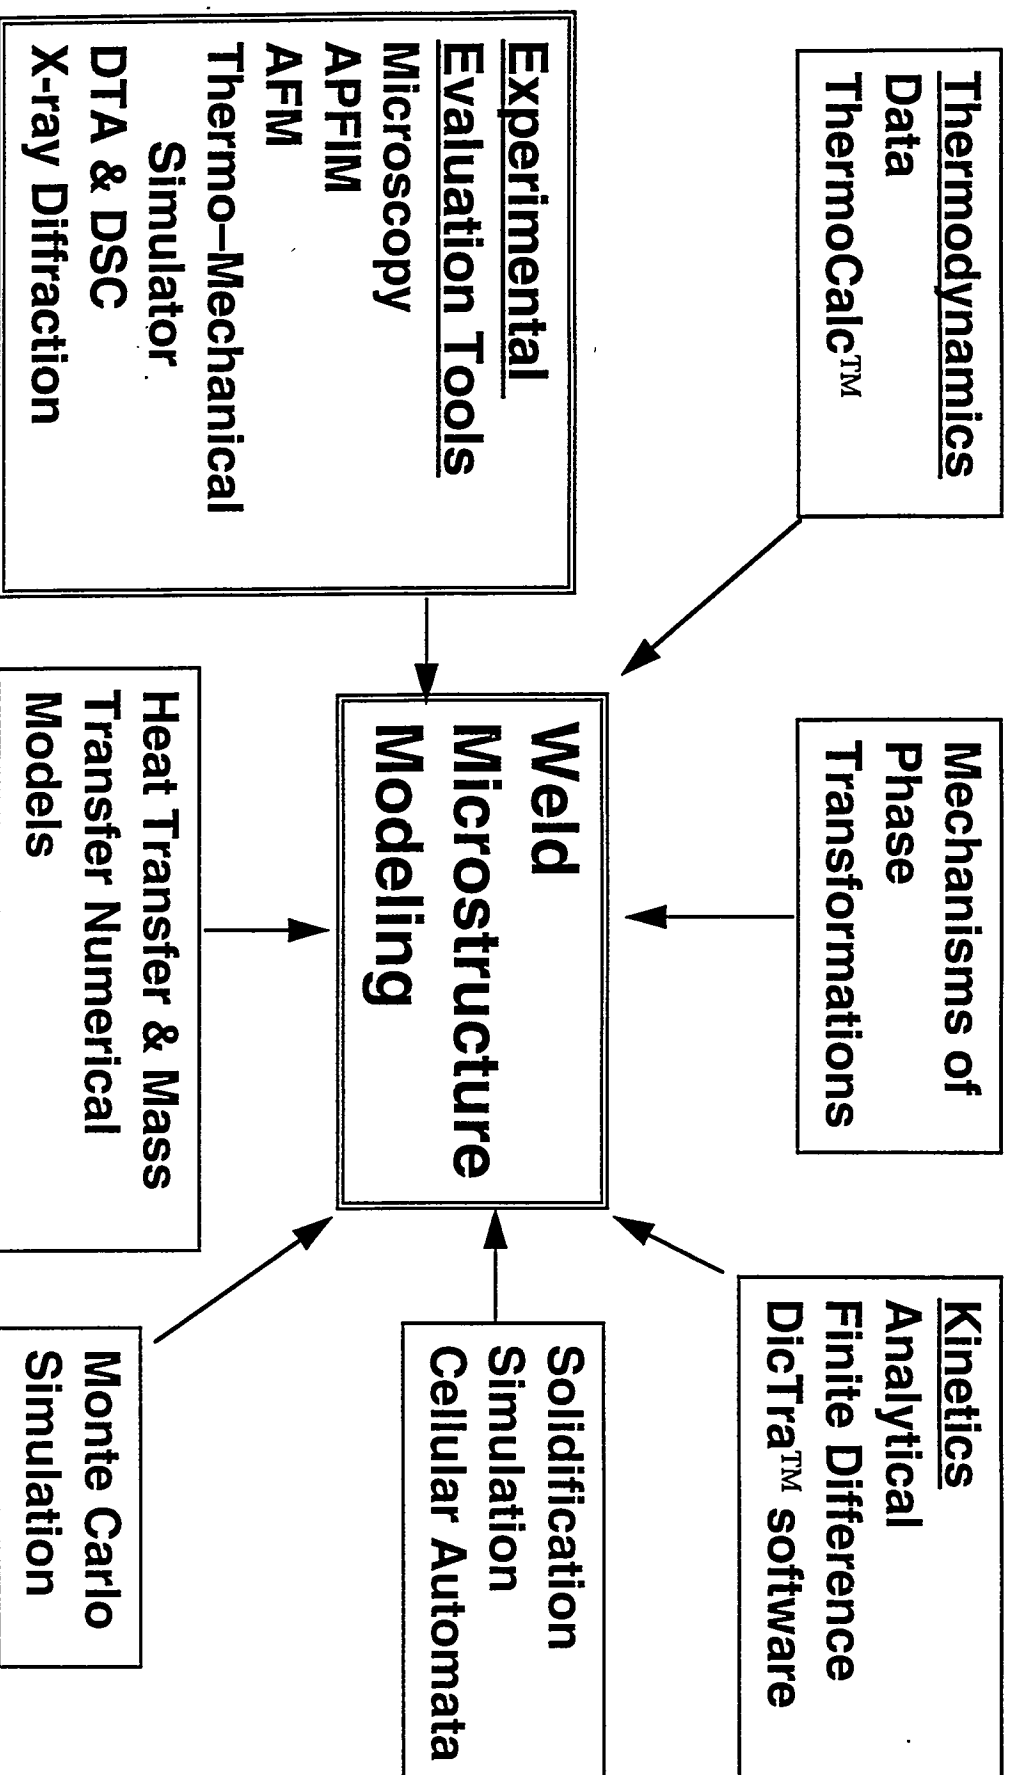 Thermodynamics
Data
ThermoCalc™
Mechanisms of
Phase
Transformations
Kinetics
Analytical
Finite Difference
DicTra™ software
Experimental
Evaluation Tools
Microscopy
APFIM
AFM
Thermo–Mechanical
Simulator
DTA & DSC
X-ray Diffraction
Weld
Microstructure
Modeling
Solidification
Simulation
Cellular Automata
Heat Transfer & Mass
Transfer Numerical
Models
Monte Carlo
Simulation